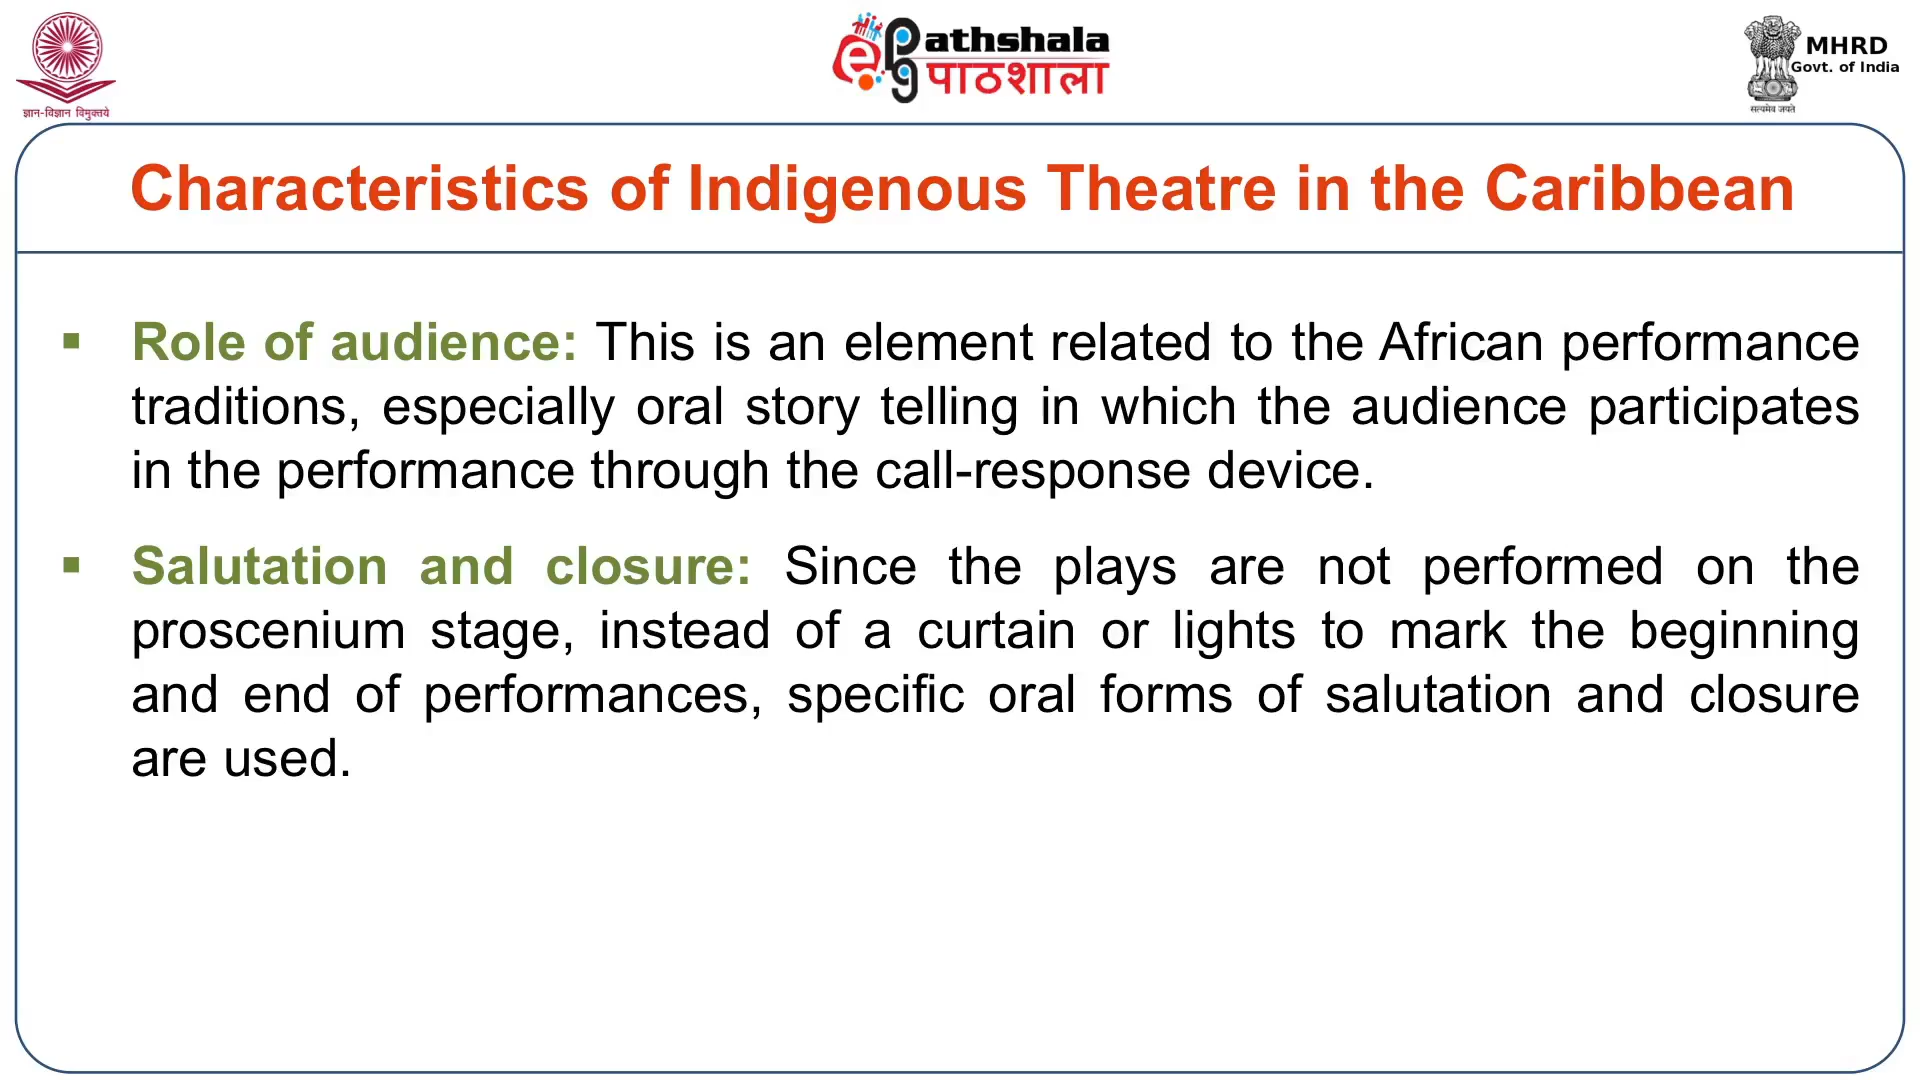 ज्ञान-विज्ञान विमुक्तये
ePathshala
पाठशाला
MHRD
Govt. of India
सत्यमेव जयते
Characteristics of Indigenous Theatre in the Caribbean
▪ Role of audience: This is an element related to the African performance
traditions, especially oral story telling in which the audience participates
in the performance through the call-response device.
▪ Salutation and closure: Since the plays are not performed on the
proscenium stage, instead of a curtain or lights to mark the beginning
and end of performances, specific oral forms of salutation and closure
are used.